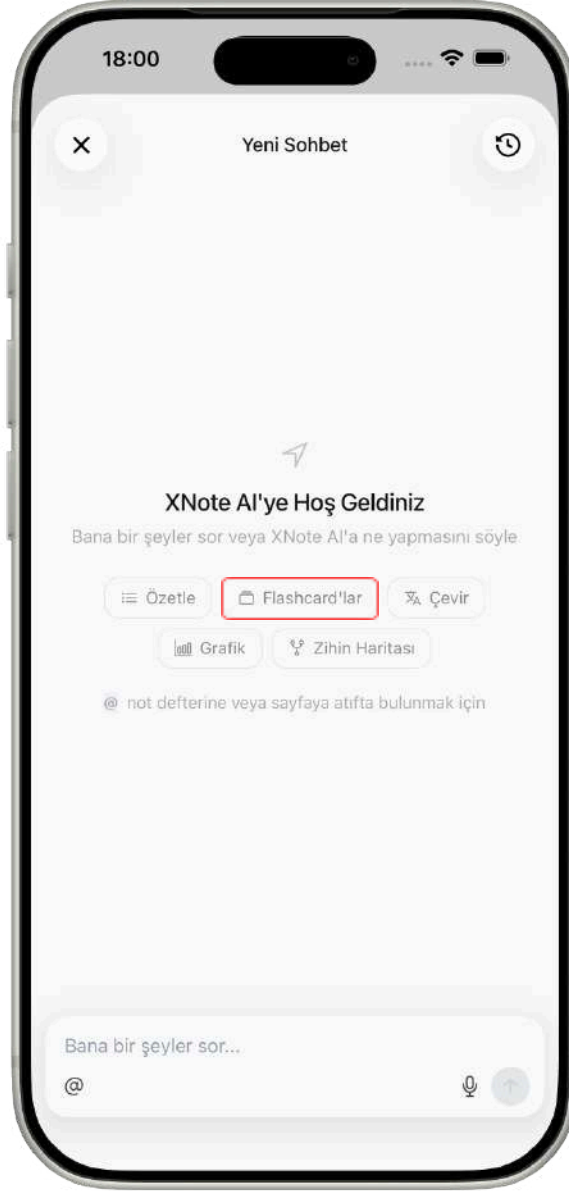 18:00
Yeni Sohbet
XNote AI'ye Hoş Geldiniz
Bana bir şeyler sor veya XNote AI'a ne yapmasını söyle
Özetle Flashcard'lar Çevir
Grafik Zihin Haritası
@ not defterine veya sayfaya atıfta bulunmak için
Bana bir şeyler sor...
@